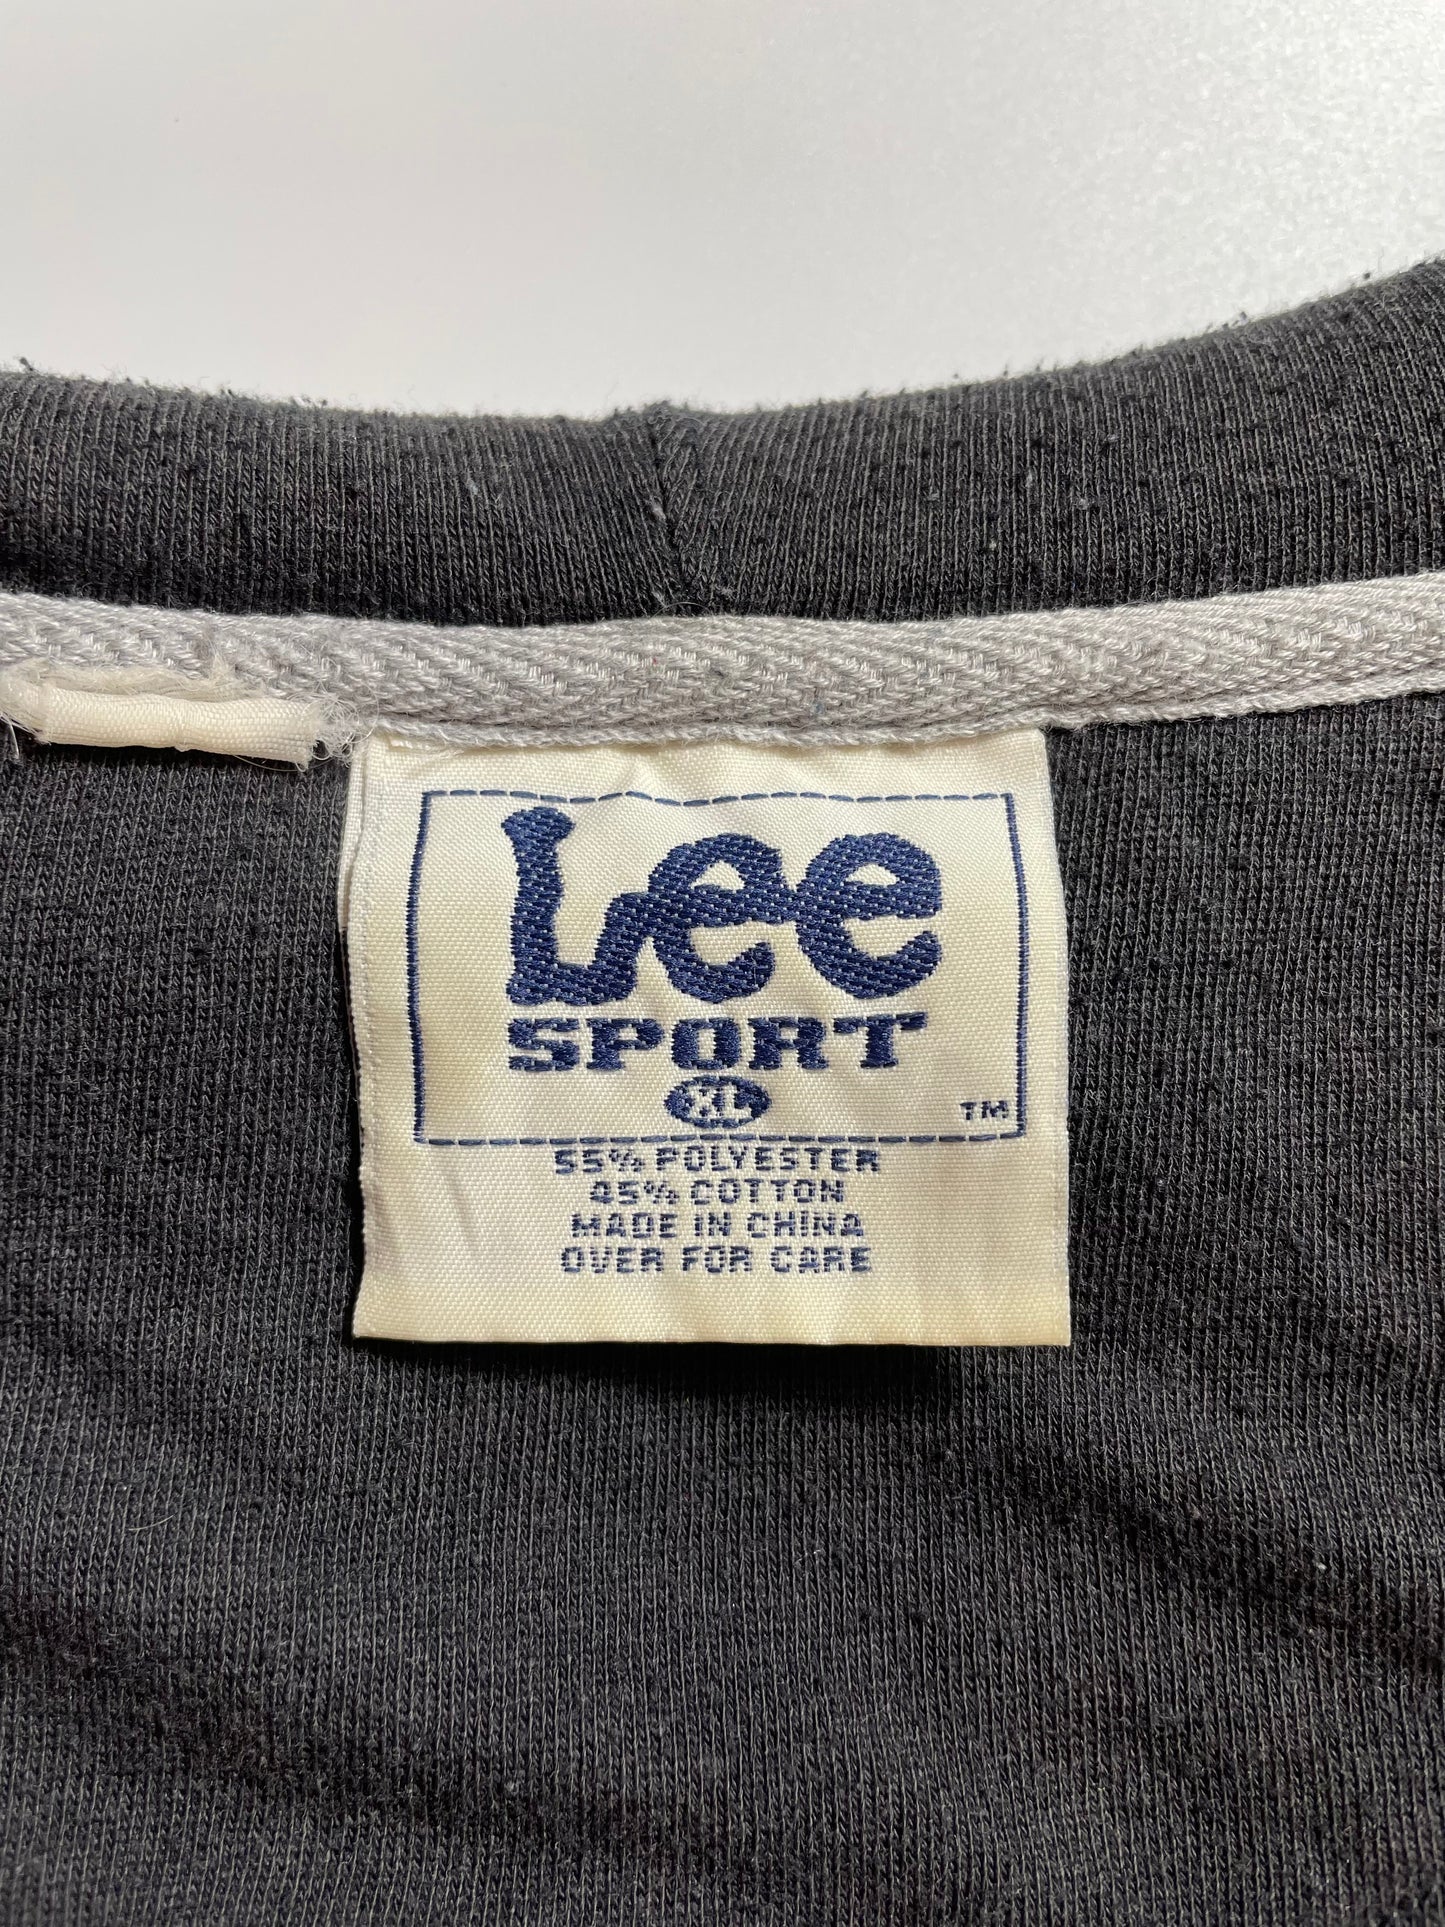 Lee
SPORT
XL
TM
55% POLYESTER
45% COTTON
MADE IN CHINA
OVER FOR CARE